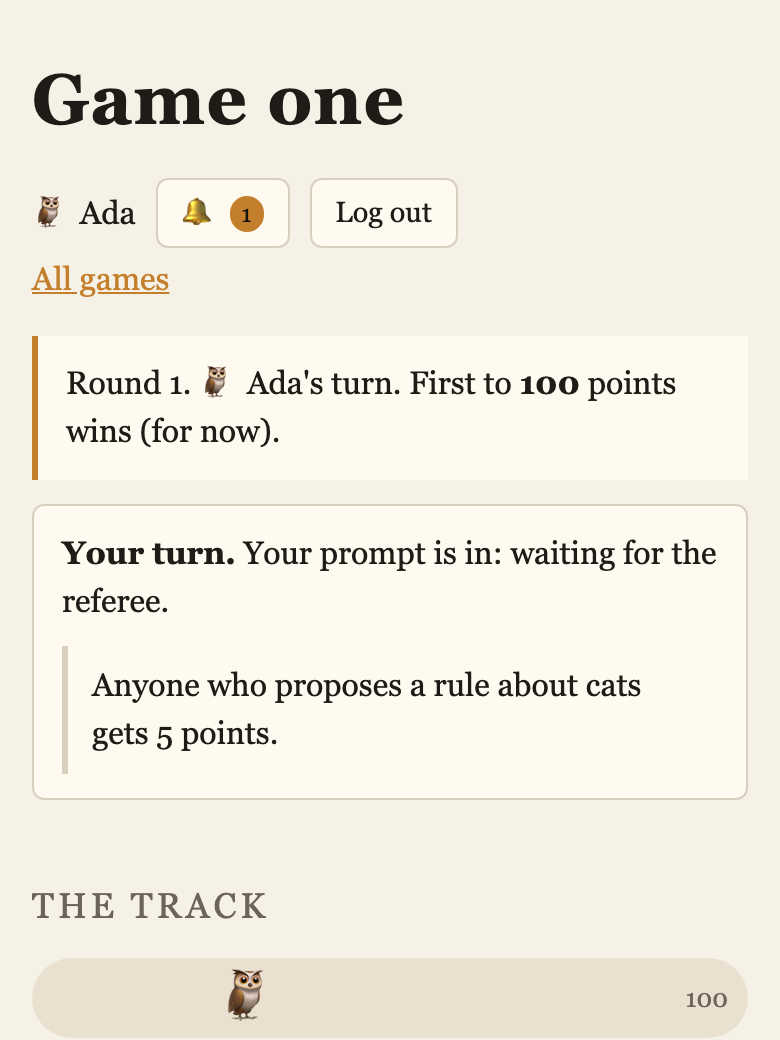 Game one
Ada
1
Log out
All games
Round 1. Ada's turn. First to 100 points
wins (for now).
Your turn. Your prompt is in: waiting for the
referee.
Anyone who proposes a rule about cats
gets 5 points.
THE TRACK
100